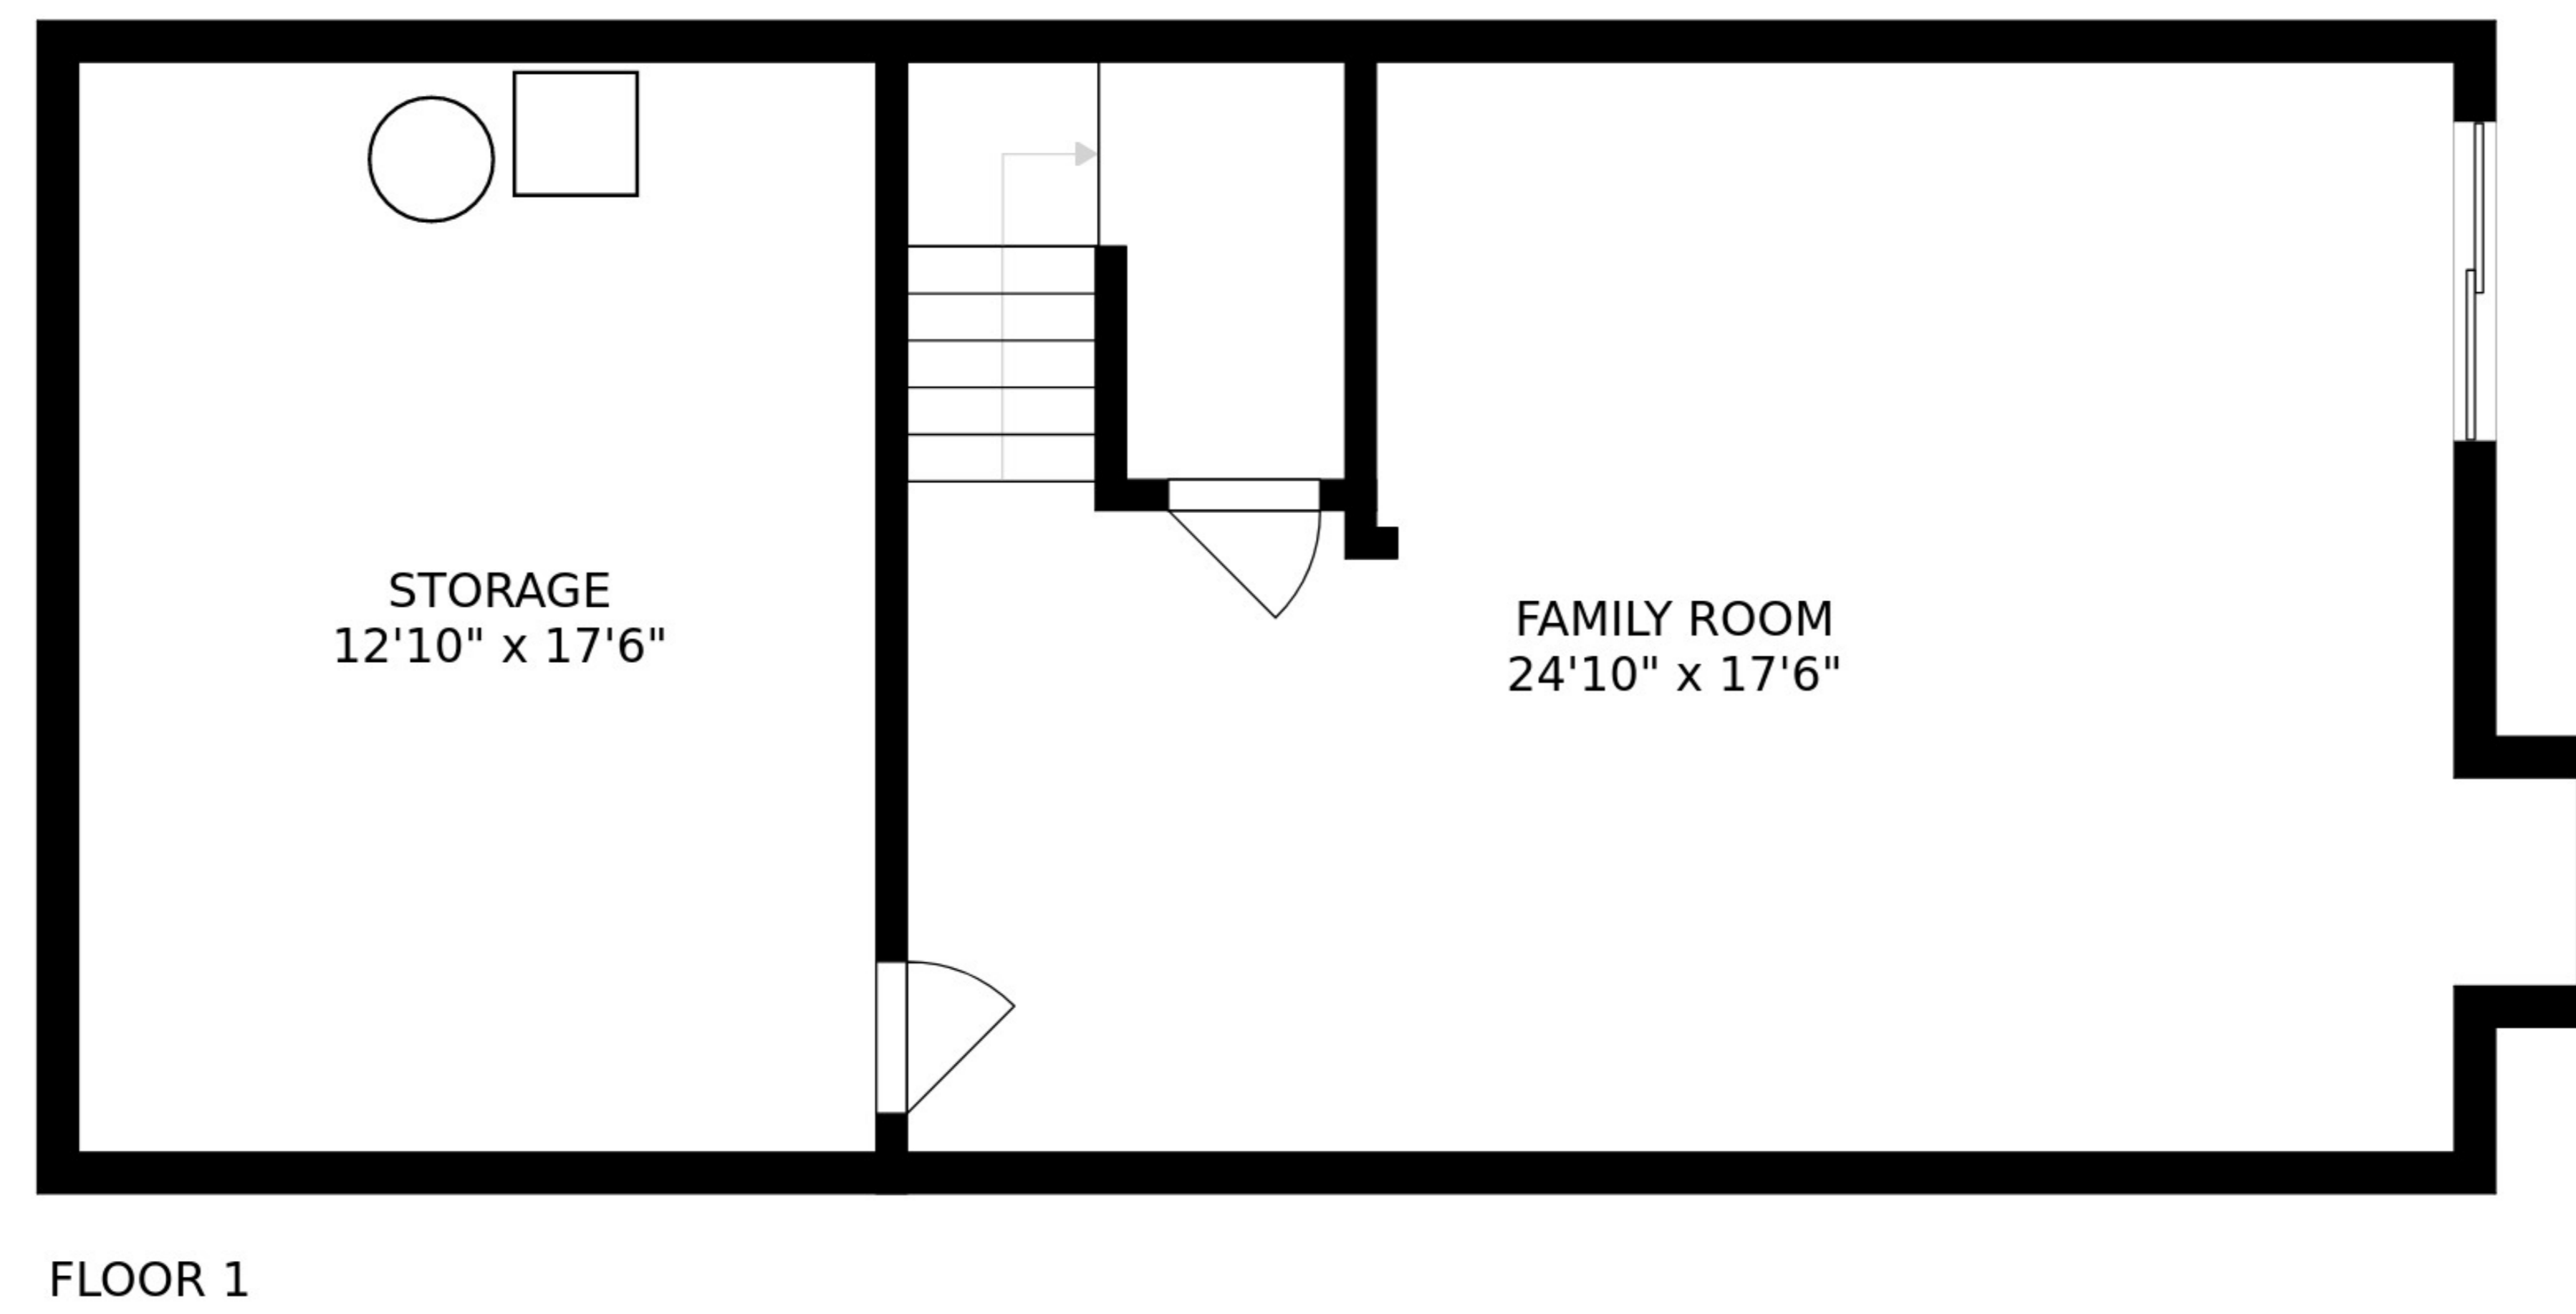 STORAGE
12'10" x 17'6"
FAMILY ROOM
24'10" x 17'6"
FLOOR 1